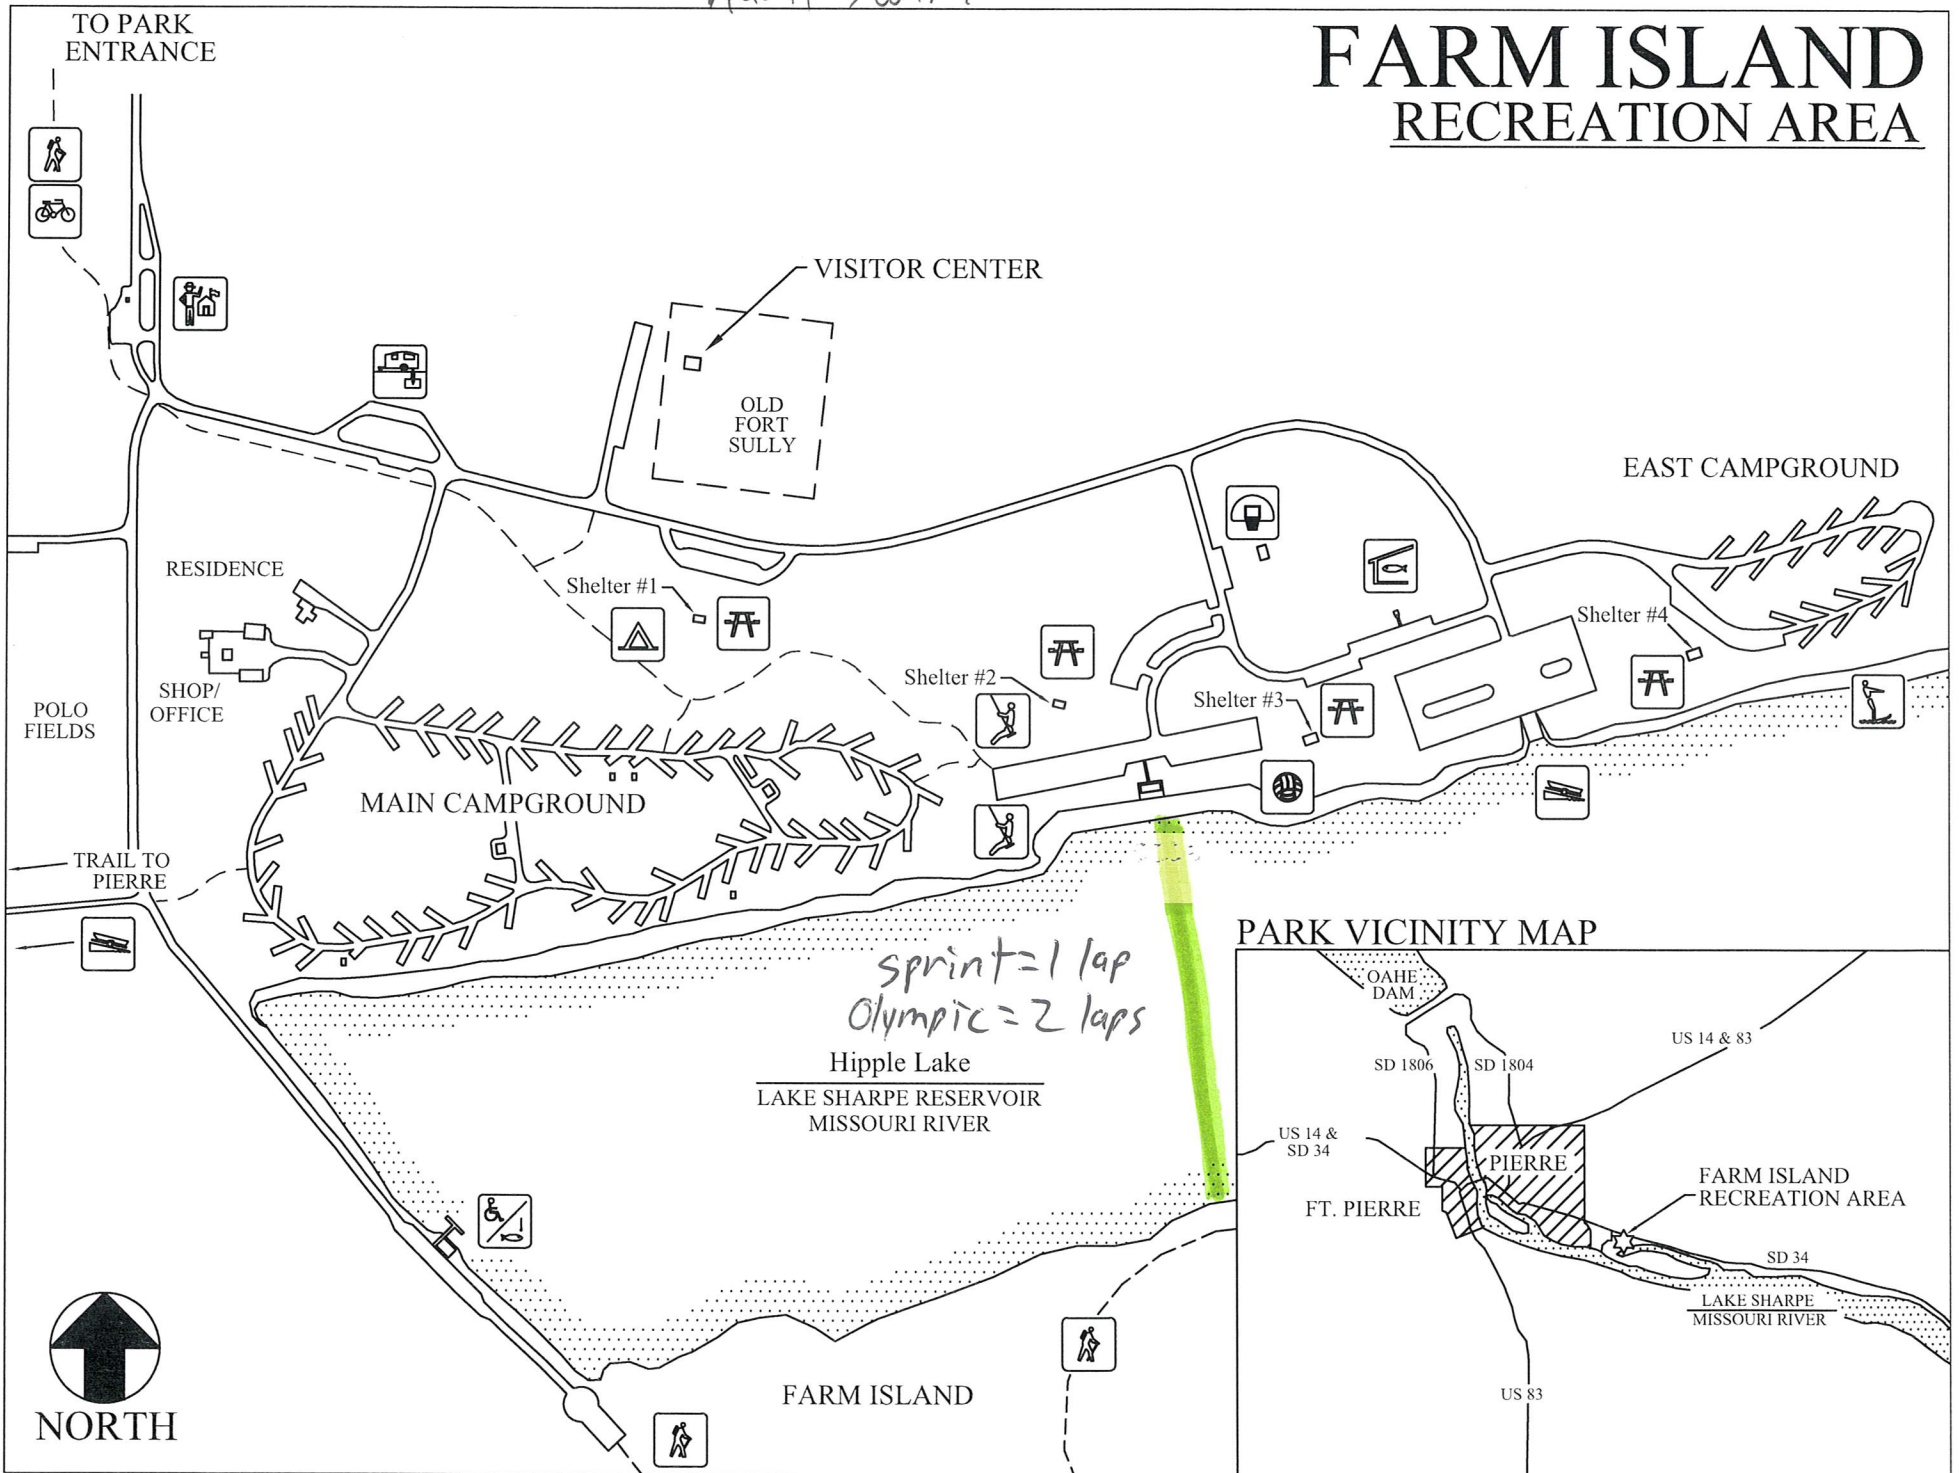 TO PARK
ENTRANCE
FARM ISLAND
RECREATION AREA
VISITOR CENTER
OLD
FORT
SULLY
EAST CAMPGROUND
RESIDENCE
Shelter #1
Shelter #4
SHOP/
OFFICE
Shelter #2
Shelter #3
POLO
FIELDS
MAIN CAMPGROUND
TRAIL TO
PIERRE
sprint = 1 lap
Olympic = 2 laps
Hipple Lake
LAKE SHARPE RESERVOIR
MISSOURI RIVER
PARK VICINITY MAP
OAHE
DAM
US 14 & 83
SD 1806
SD 1804
US 14 &
SD 34
PIERRE
FT. PIERRE
FARM ISLAND
RECREATION AREA
SD 34
LAKE SHARPE
MISSOURI RIVER
US 83
FARM ISLAND
NORTH